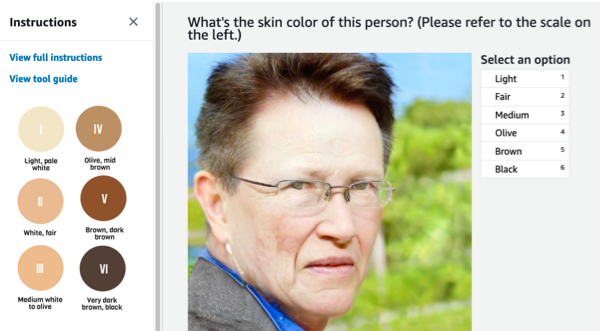 Instructions ×
View full instructions
View tool guide
I
IV
Light, pale
white
Olive, mid
brown
II
V
White, fair
Brown, dark
brown
III
VI
Medium white
to olive
Very dark
brown, black
What's the skin color of this person? (Please refer to the scale on
the left.)
Select an option
Light 1
Fair 2
Medium 3
Olive 4
Brown 5
Black 6